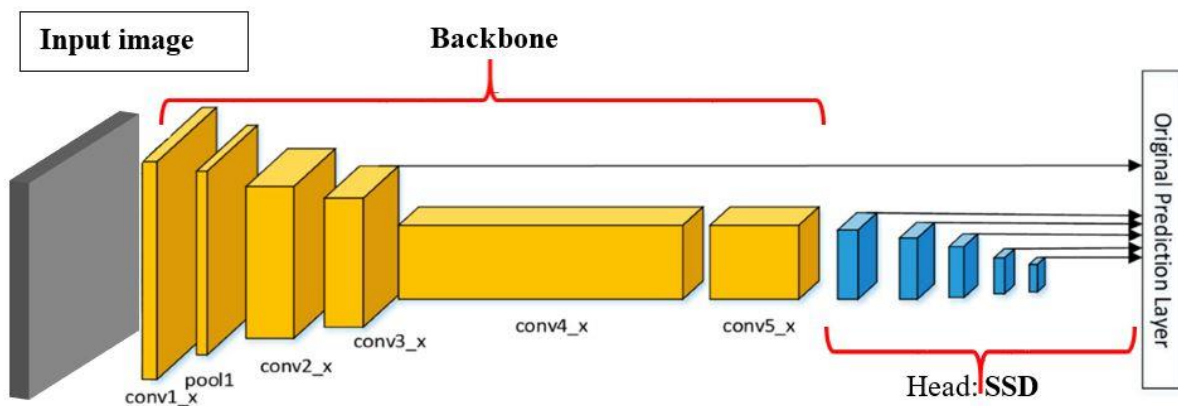 Input image
Backbone
conv1_x
pool1
conv2_x
conv3_x
conv4_x
conv5_x
Head: SSD
Original Prediction Layer